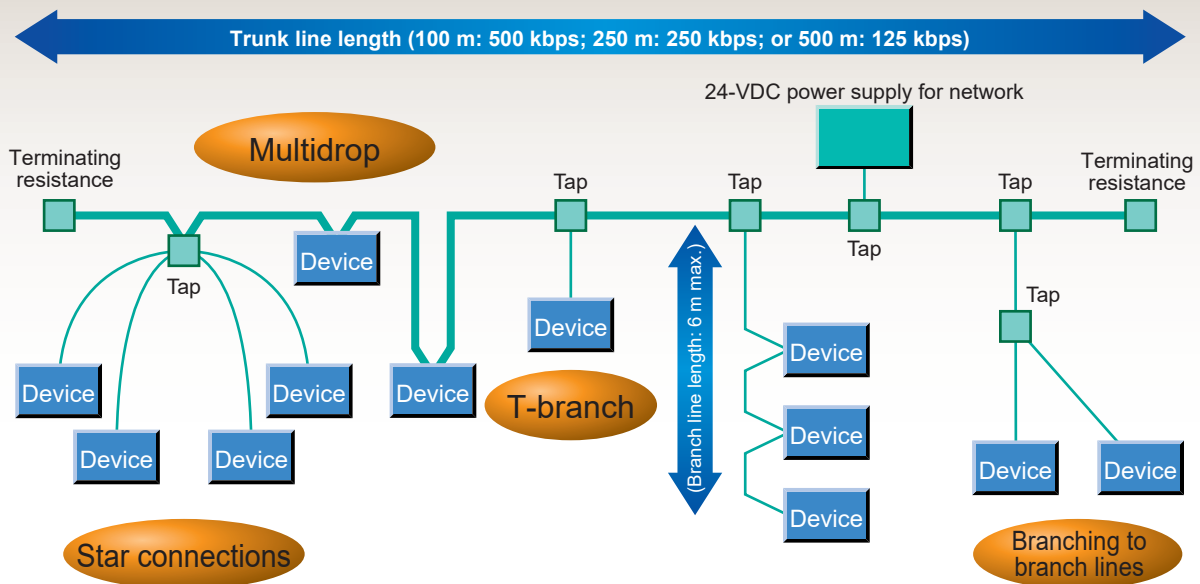 Trunk line length (100 m: 500 kbps; 250 m: 250 kbps; or 500 m: 125 kbps)
24-VDC power supply for network
Multidrop
Terminating
resistance
Tap
Tap
Tap
Terminating
resistance
Device
Tap
Tap
Tap
Device
Device
(Branch line length: 6 m max.)
Device
Device
Device
Device
T-branch
Device
Device
Device
Device
Device
Device
Star connections
Branching to
branch lines